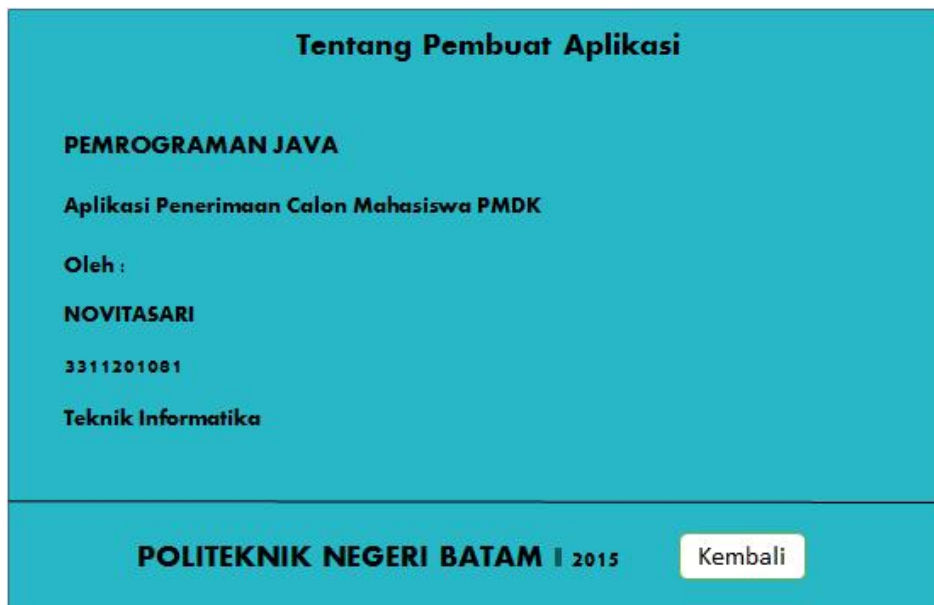 Tentang Pembuat Aplikasi
PEMROGRAMAN JAVA
Aplikasi Penerimaan Calon Mahasiswa PMDK
Oleh :
NOVITASARI
3311201081
Teknik Informatika
POLITEKNIK NEGERI BATAM | 2015
Kembali